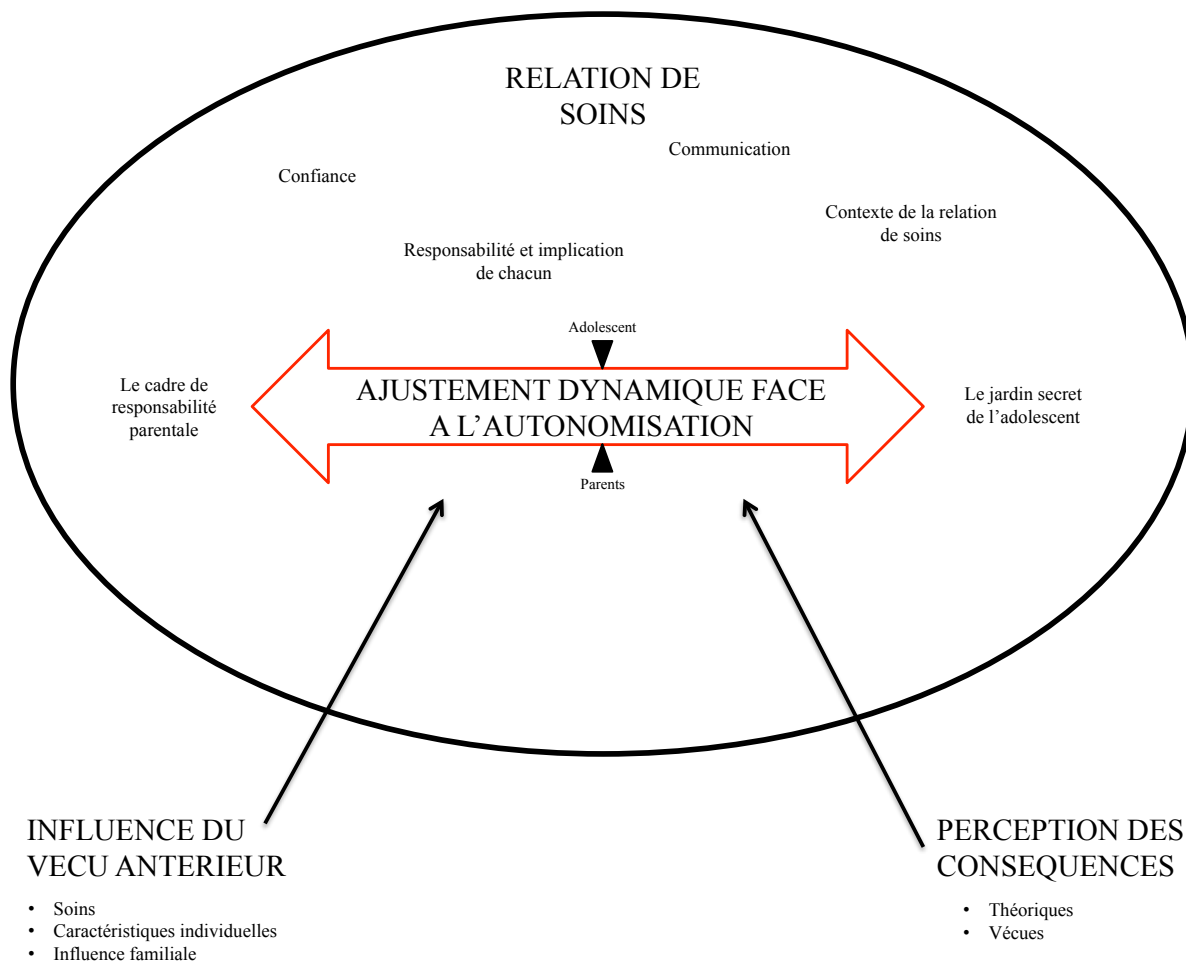 RELATION DE
SOINS
Communication
Confiance
Contexte de la relation
de soins
Responsabilité et implication
de chacun
Adolescent
Le cadre de
responsabilité
parentale
AJUSTEMENT DYNAMIQUE FACE
A L’AUTONOMISATION
Le jardin secret
de l’adolescent
Parents
INFLUENCE DU
VECU ANTERIEUR
• Soins
• Caractéristiques individuelles
• Influence familiale
PERCEPTION DES
CONSEQUENCES
• Théoriques
• Vécues